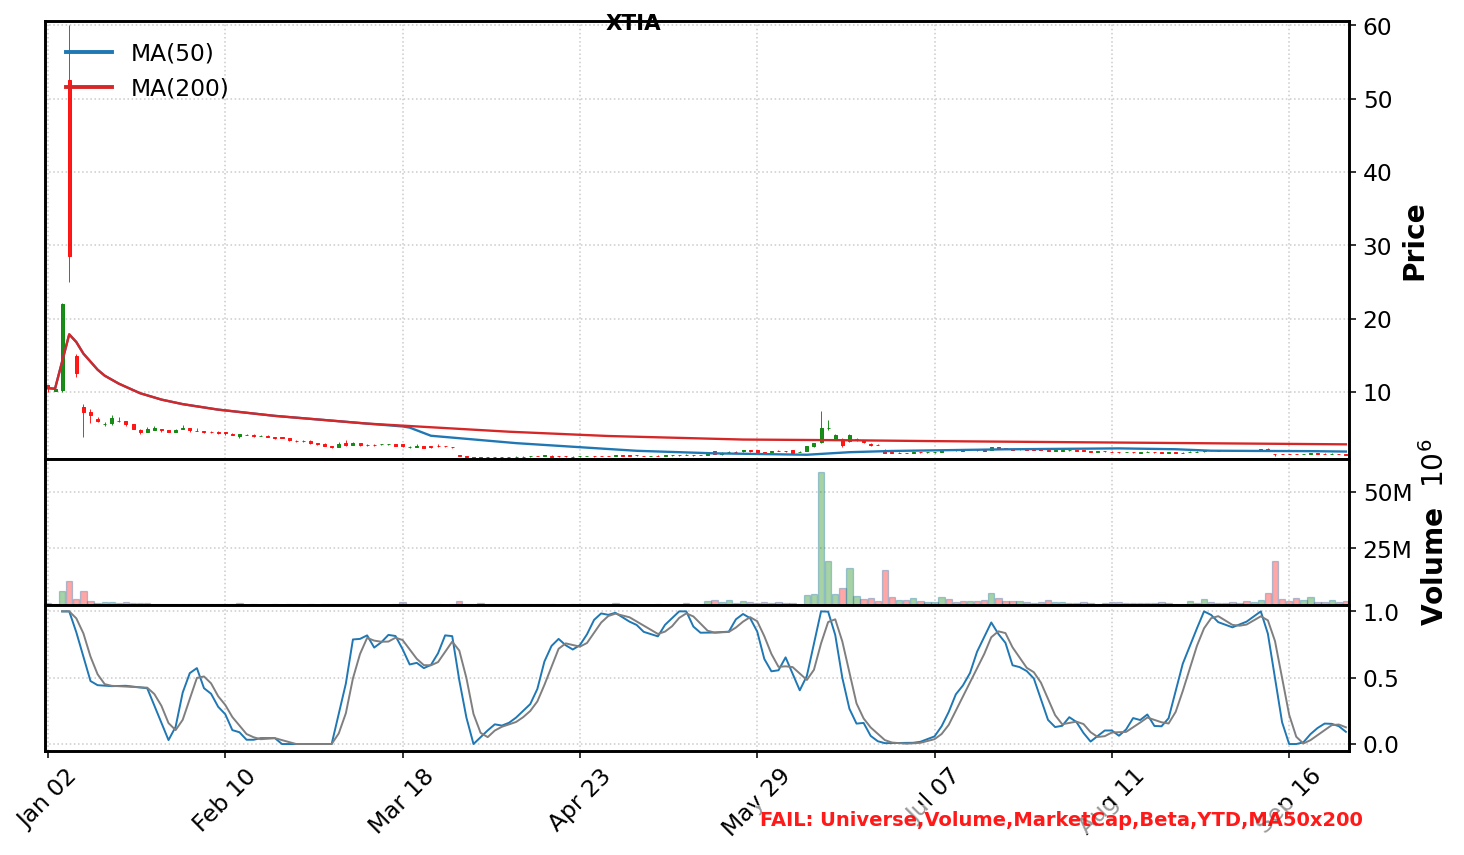 XTIA
MA(50)
MA(200)
60
50
40
30
20
10
Price
50M
25M
Volume 10^6
1.0
0.5
0.0
Jan 02
Feb 10
Mar 18
Apr 23
May 29
Jul 07
Aug 11
Sep 16
FAIL: Universe,Volume,MarketCap,Beta,YTD,MA50x200